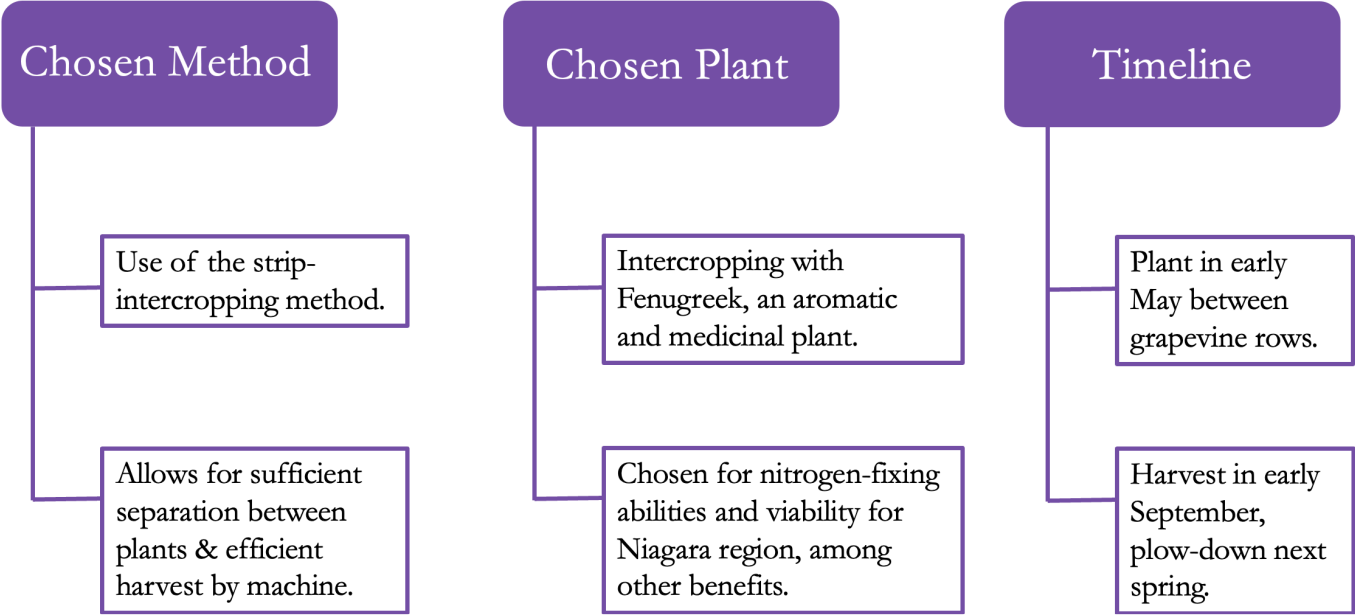 Chosen Method
Use of the strip-
intercropping method.
Allows for sufficient
separation between
plants & efficient
harvest by machine.
Chosen Plant
Intercropping with
Fenugreek, an aromatic
and medicinal plant.
Chosen for nitrogen-fixing
abilities and viability for
Niagara region, among
other benefits.
Timeline
Plant in early
May between
grapevine rows.
Harvest in early
September,
plow-down next
spring.